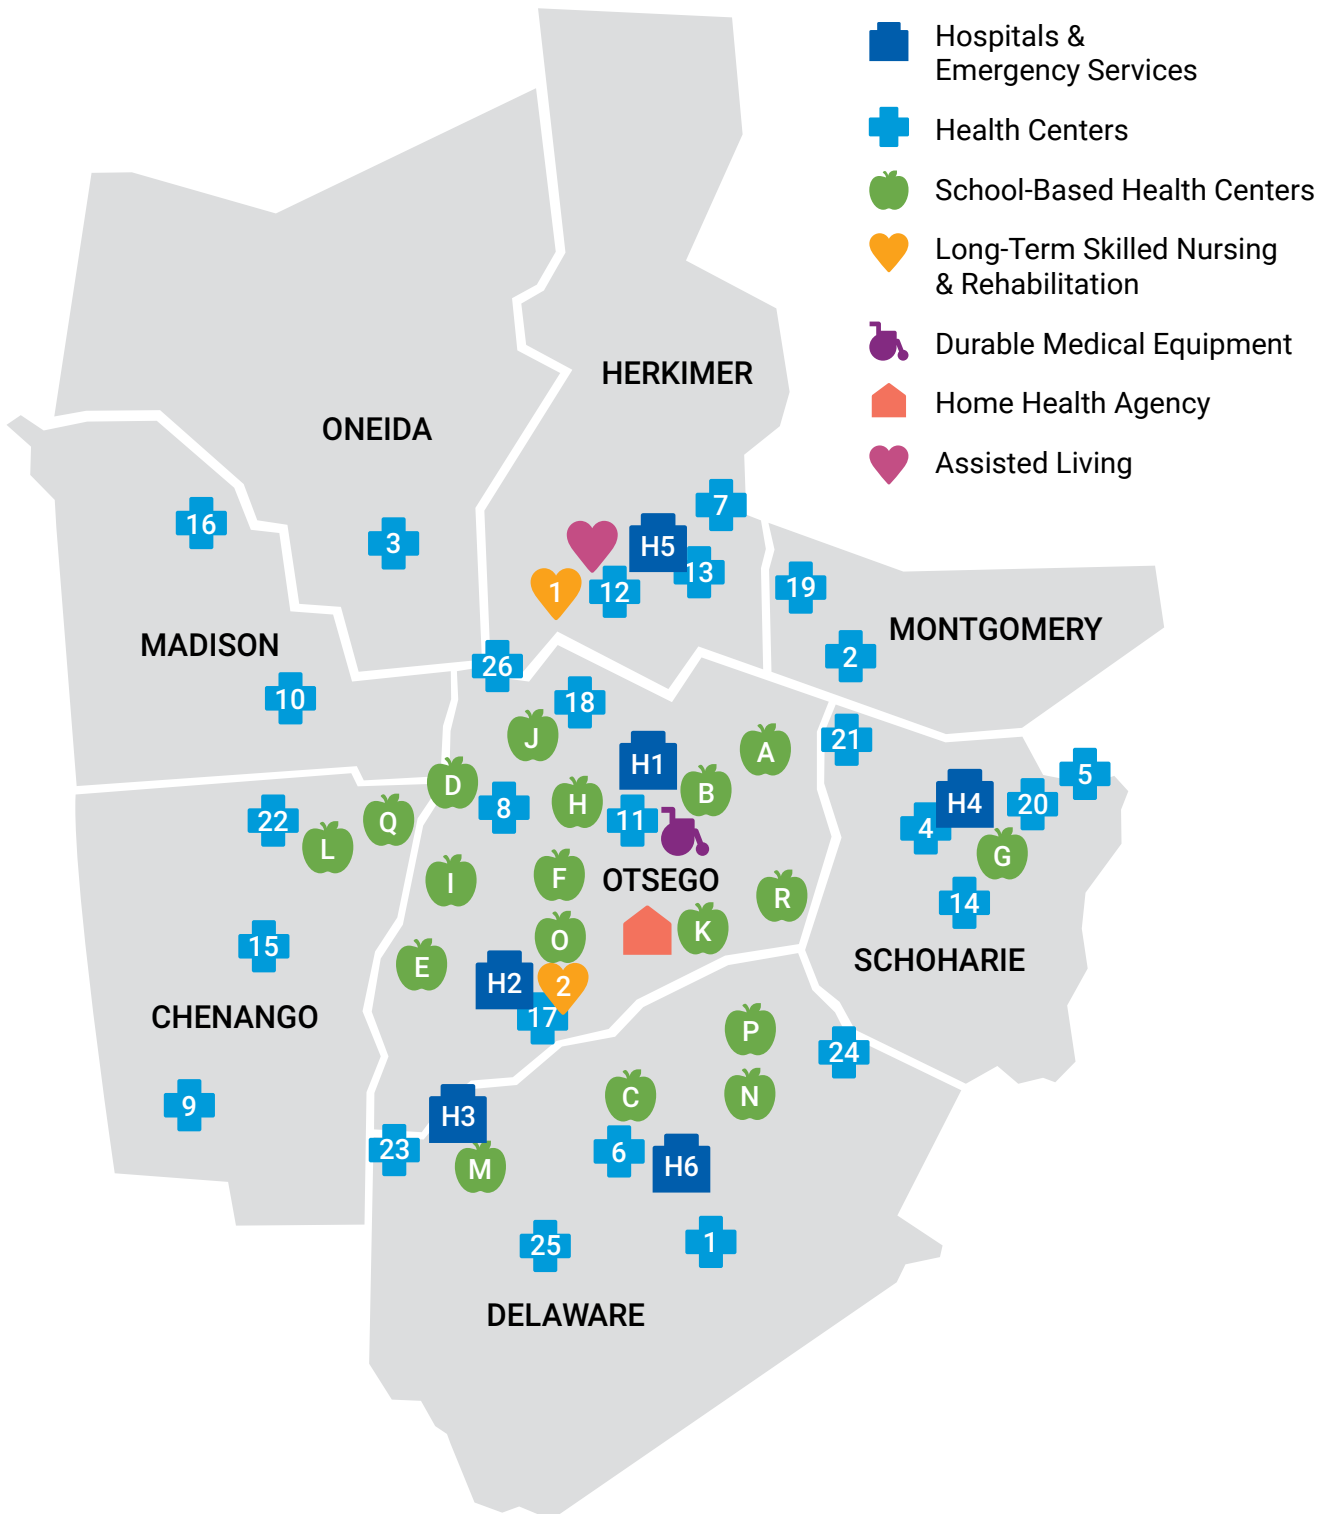 Hospitals &
Emergency Services
Health Centers
School-Based Health Centers
Long-Term Skilled Nursing
& Rehabilitation
Durable Medical Equipment
Home Health Agency
Assisted Living
HERKIMER
ONEIDA
7
16
3
H5
13
12
1
19
MONTGOMERY
MADISON
2
26
10
18
J
21
A
H1
5
D
B
H
8
H4
20
22
Q
11
4
L
G
I
F
OTSEGO
R
14
K
O
15
E
SCHOHARIE
H2
2
17
CHENANGO
P
24
C
N
9
H3
23
6
M
H6
25
1
DELAWARE